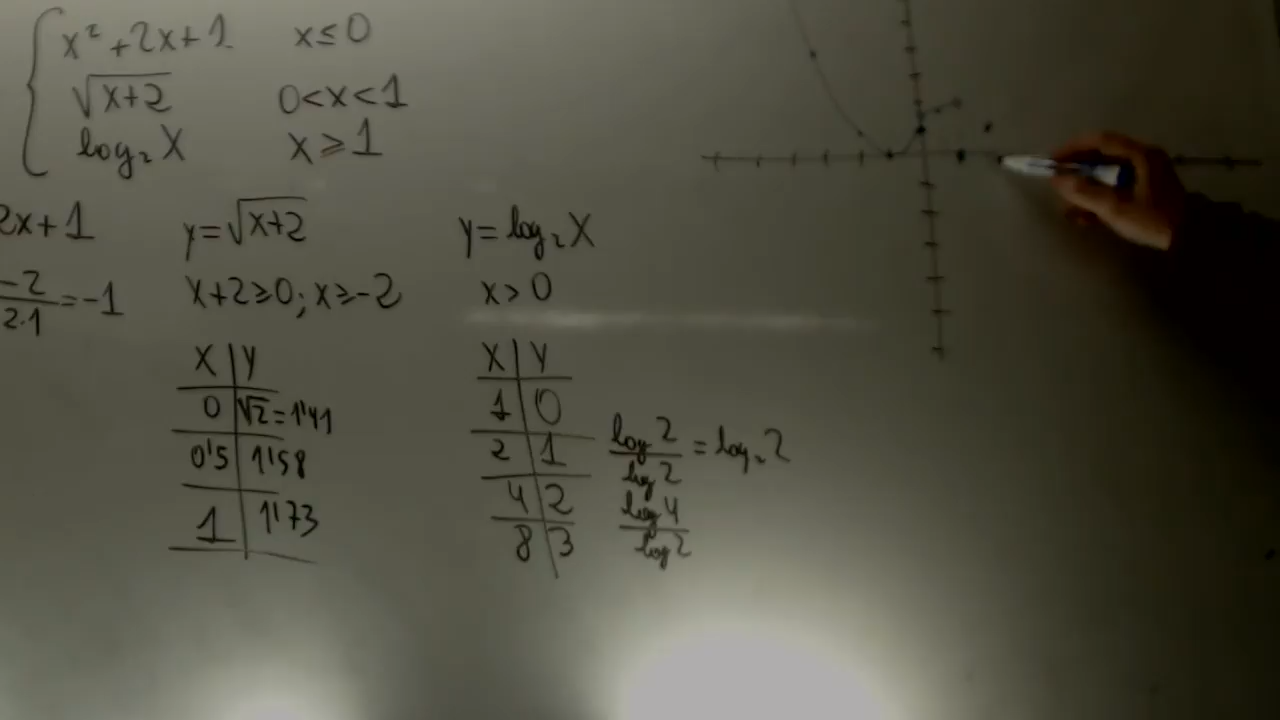 x² + 2x + 1 x ≤ 0
√(x+2) 0 < x < 1
log₂ X x ≥ 1
2x + 1
y = √(x+2)
y = log₂ X
-2/2·1 = -1
x+2 ≥ 0; x ≥ -2
x > 0
X | Y
0 | √2 = 1'41
0'5 | 1'58
1 | 1'73
X | Y
1 | 0
2 | 1
4 | 2
8 | 3
log 2/log 2 = log₂ 2
log 4/log 2